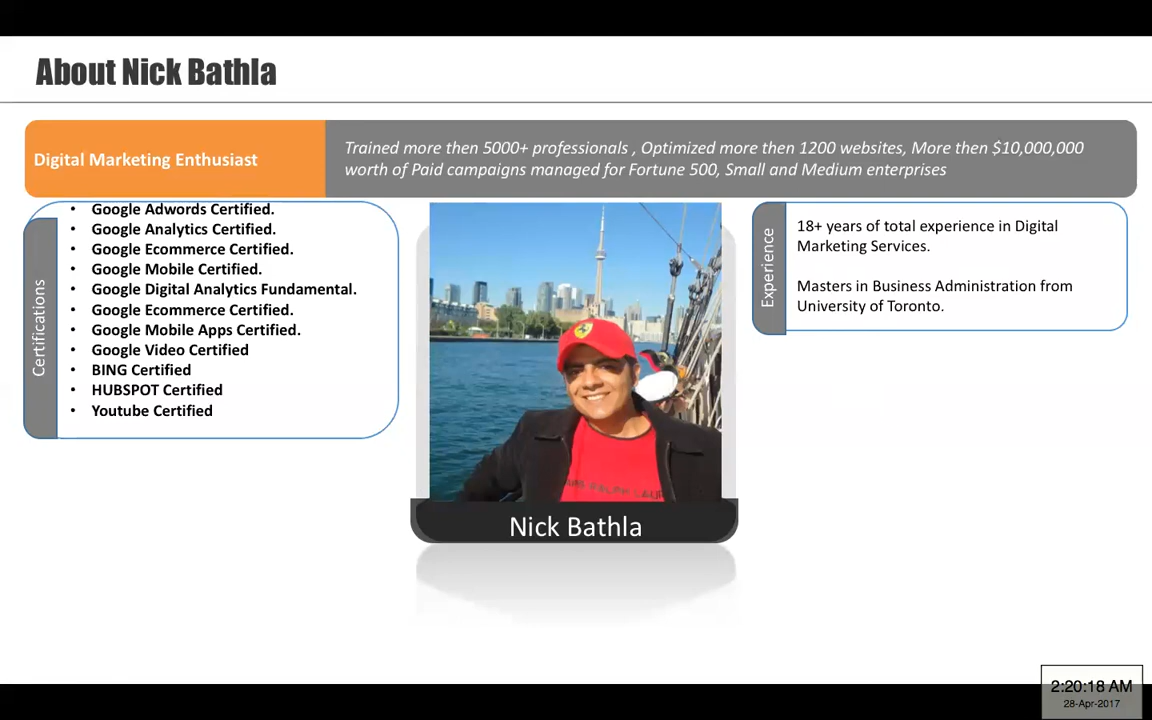 About Nick Bathla
Digital Marketing Enthusiast
Trained more then 5000+ professionals , Optimized more then 1200 websites, More then $10,000,000
worth of Paid campaigns managed for Fortune 500, Small and Medium enterprises
Certifications
• Google Adwords Certified.
• Google Analytics Certified.
• Google Ecommerce Certified.
• Google Mobile Certified.
• Google Digital Analytics Fundamental.
• Google Ecommerce Certified.
• Google Mobile Apps Certified.
• Google Video Certified
• BING Certified
• HUBSPOT Certified
• Youtube Certified
Nick Bathla
Experience
18+ years of total experience in Digital
Marketing Services.
Masters in Business Administration from
University of Toronto.
2:20:18 AM
28-Apr-2017